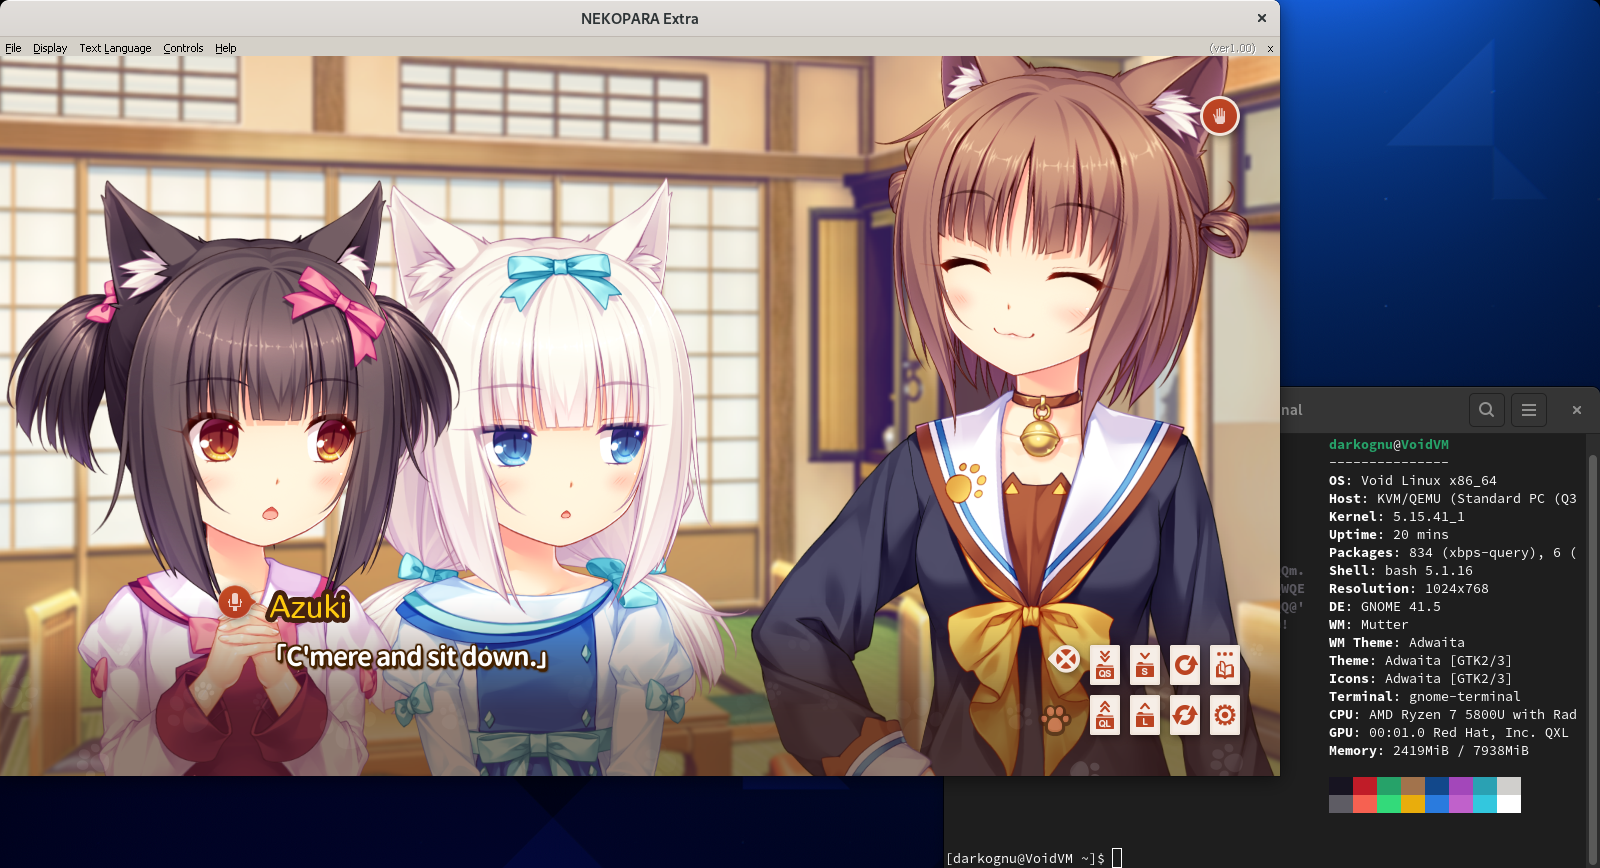 NEKOPARA Extra
File Display Text Language Controls Help (ver1.00) x
Azuki
「C'mere and sit down.」
QS S
QL L
nal
darkognu@VoidVM
---------------
OS: Void Linux x86_64
Host: KVM/QEMU (Standard PC (Q3
Kernel: 5.15.41_1
Uptime: 20 mins
Packages: 834 (xbps-query), 6 (
Qm. Shell: bash 5.1.16
WQE Resolution: 1024x768
Q@' DE: GNOME 41.5
! WM: Mutter
WM Theme: Adwaita
Theme: Adwaita [GTK2/3]
Icons: Adwaita [GTK2/3]
Terminal: gnome-terminal
CPU: AMD Ryzen 7 5800U with Rad
GPU: 00:01.0 Red Hat, Inc. QXL
Memory: 2419MiB / 7938MiB
[darkognu@VoidVM ~]$